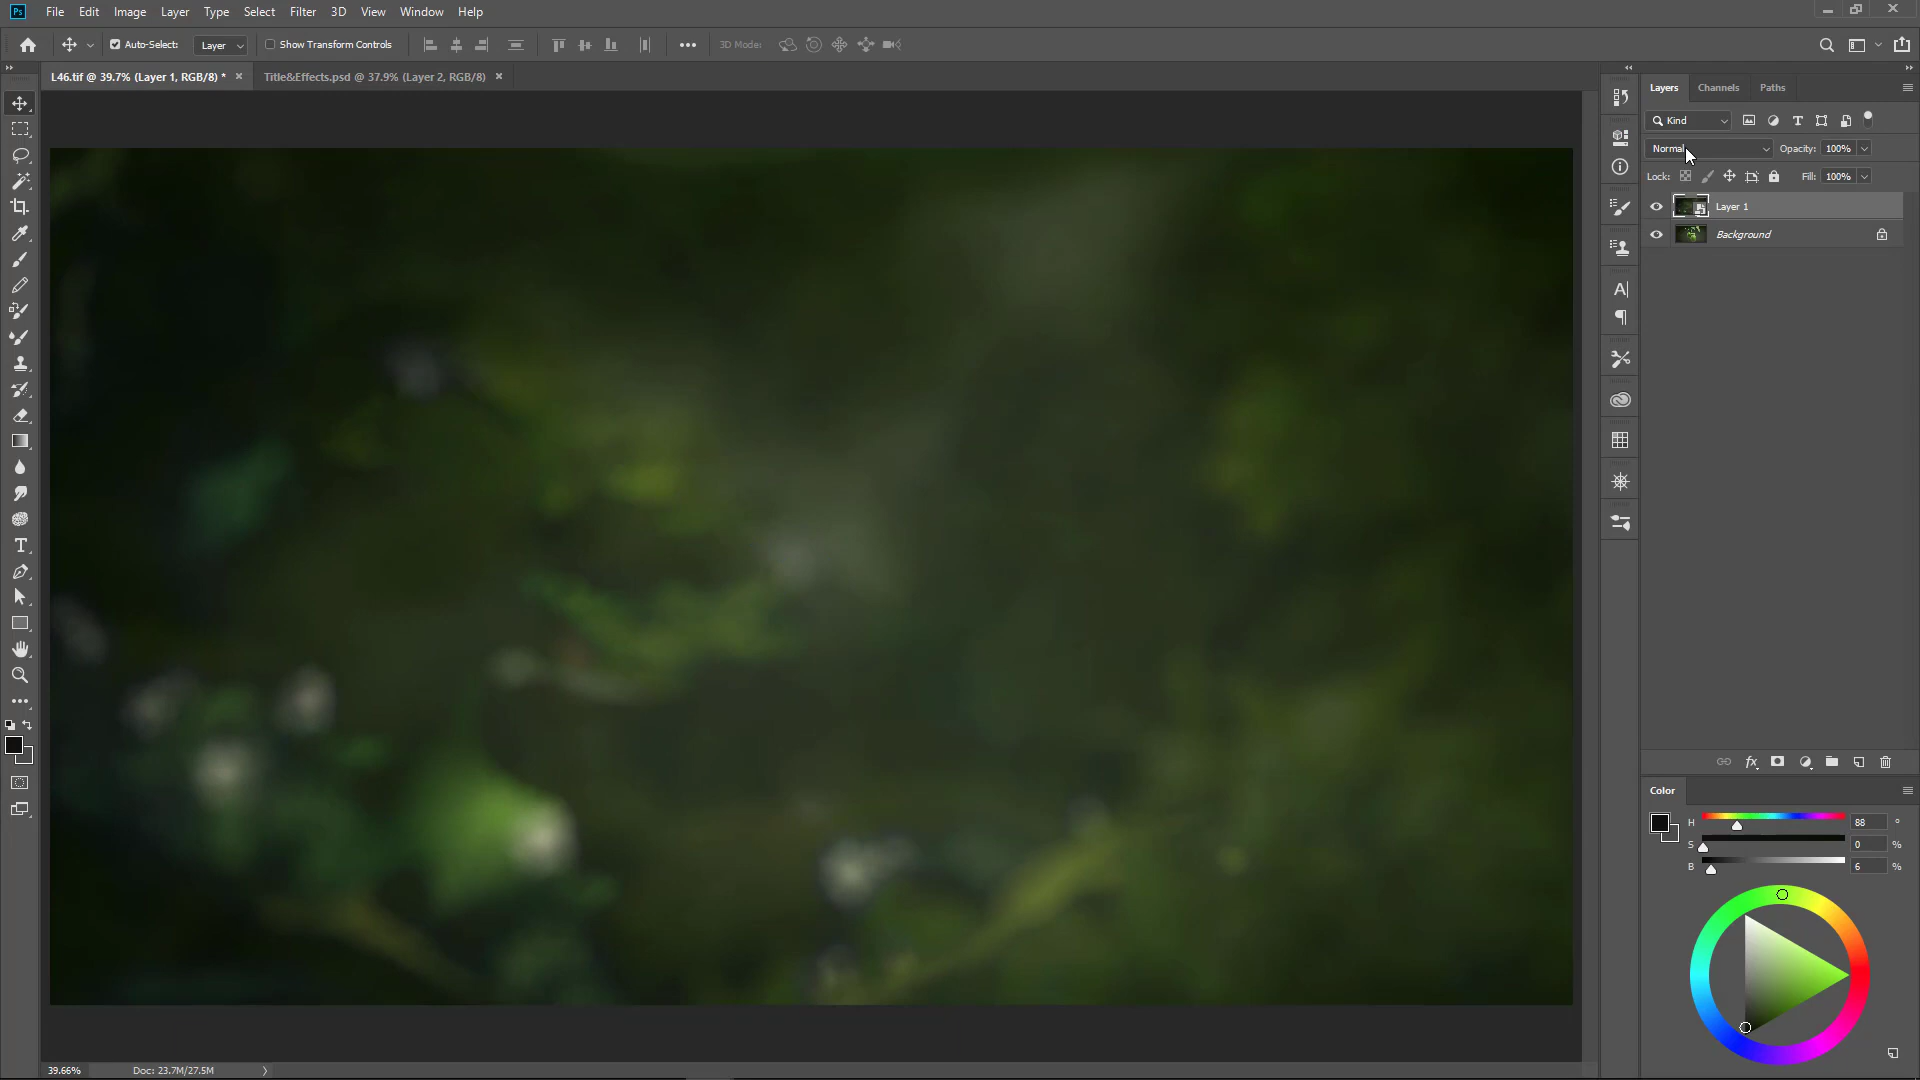 Ps File Edit Image Layer Type Select Filter 3D View Window Help
Auto-Select: Layer Show Transform Controls 3D Mode:
L46.tif @ 39.7% (Layer 1, RGB/8) * Title&Effects.psd @ 37.9% (Layer 2, RGB/8)
Layers Channels Paths
Kind
Normal Opacity: 100%
Lock: Fill: 100%
Layer 1
Background
Color
H 88 °
S 0 %
B 6 %
39.66% Doc: 23.7M/27.5M